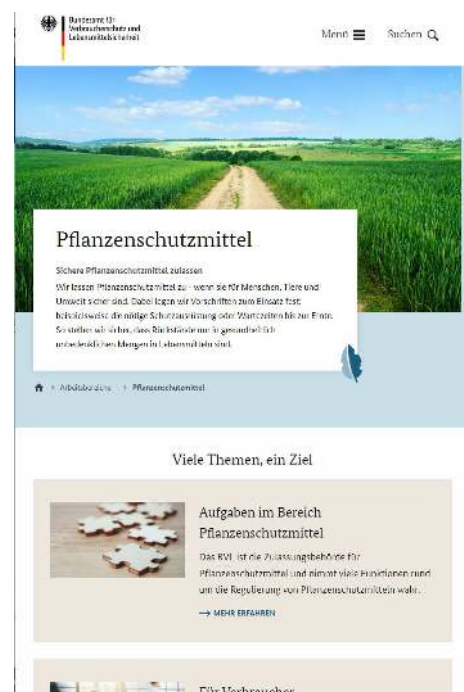 Bundesamt für
Verbraucherschutz und
Lebensmittelsicherheit
Menü
Suchen
Pflanzenschutzmittel
Sichere Pflanzenschutzmittel zulassen
Wir lassen Pflanzenschutzmittel zu – wenn sie für Menschen, Tiere und
Umwelt sicher sind. Dabei legen wir Vorschriften zum Einsatz fest,
beispielsweise die nötige Schutzausrüstung oder Wartezeiten bis zur Ernte.
So stellen wir sicher, dass Rückstände nur in gesundheitlich
unbedenklichen Mengen in Lebensmitteln sind.
> Arbeitsbereiche > Pflanzenschutzmittel
Viele Themen, ein Ziel
Aufgaben im Bereich
Pflanzenschutzmittel
Das BVL ist die Zulassungsbehörde für
Pflanzenschutzmittel und nimmt viele Funktionen rund
um die Regulierung von Pflanzenschutzmitteln wahr.
→ MEHR ERFAHREN
Für Verbraucher